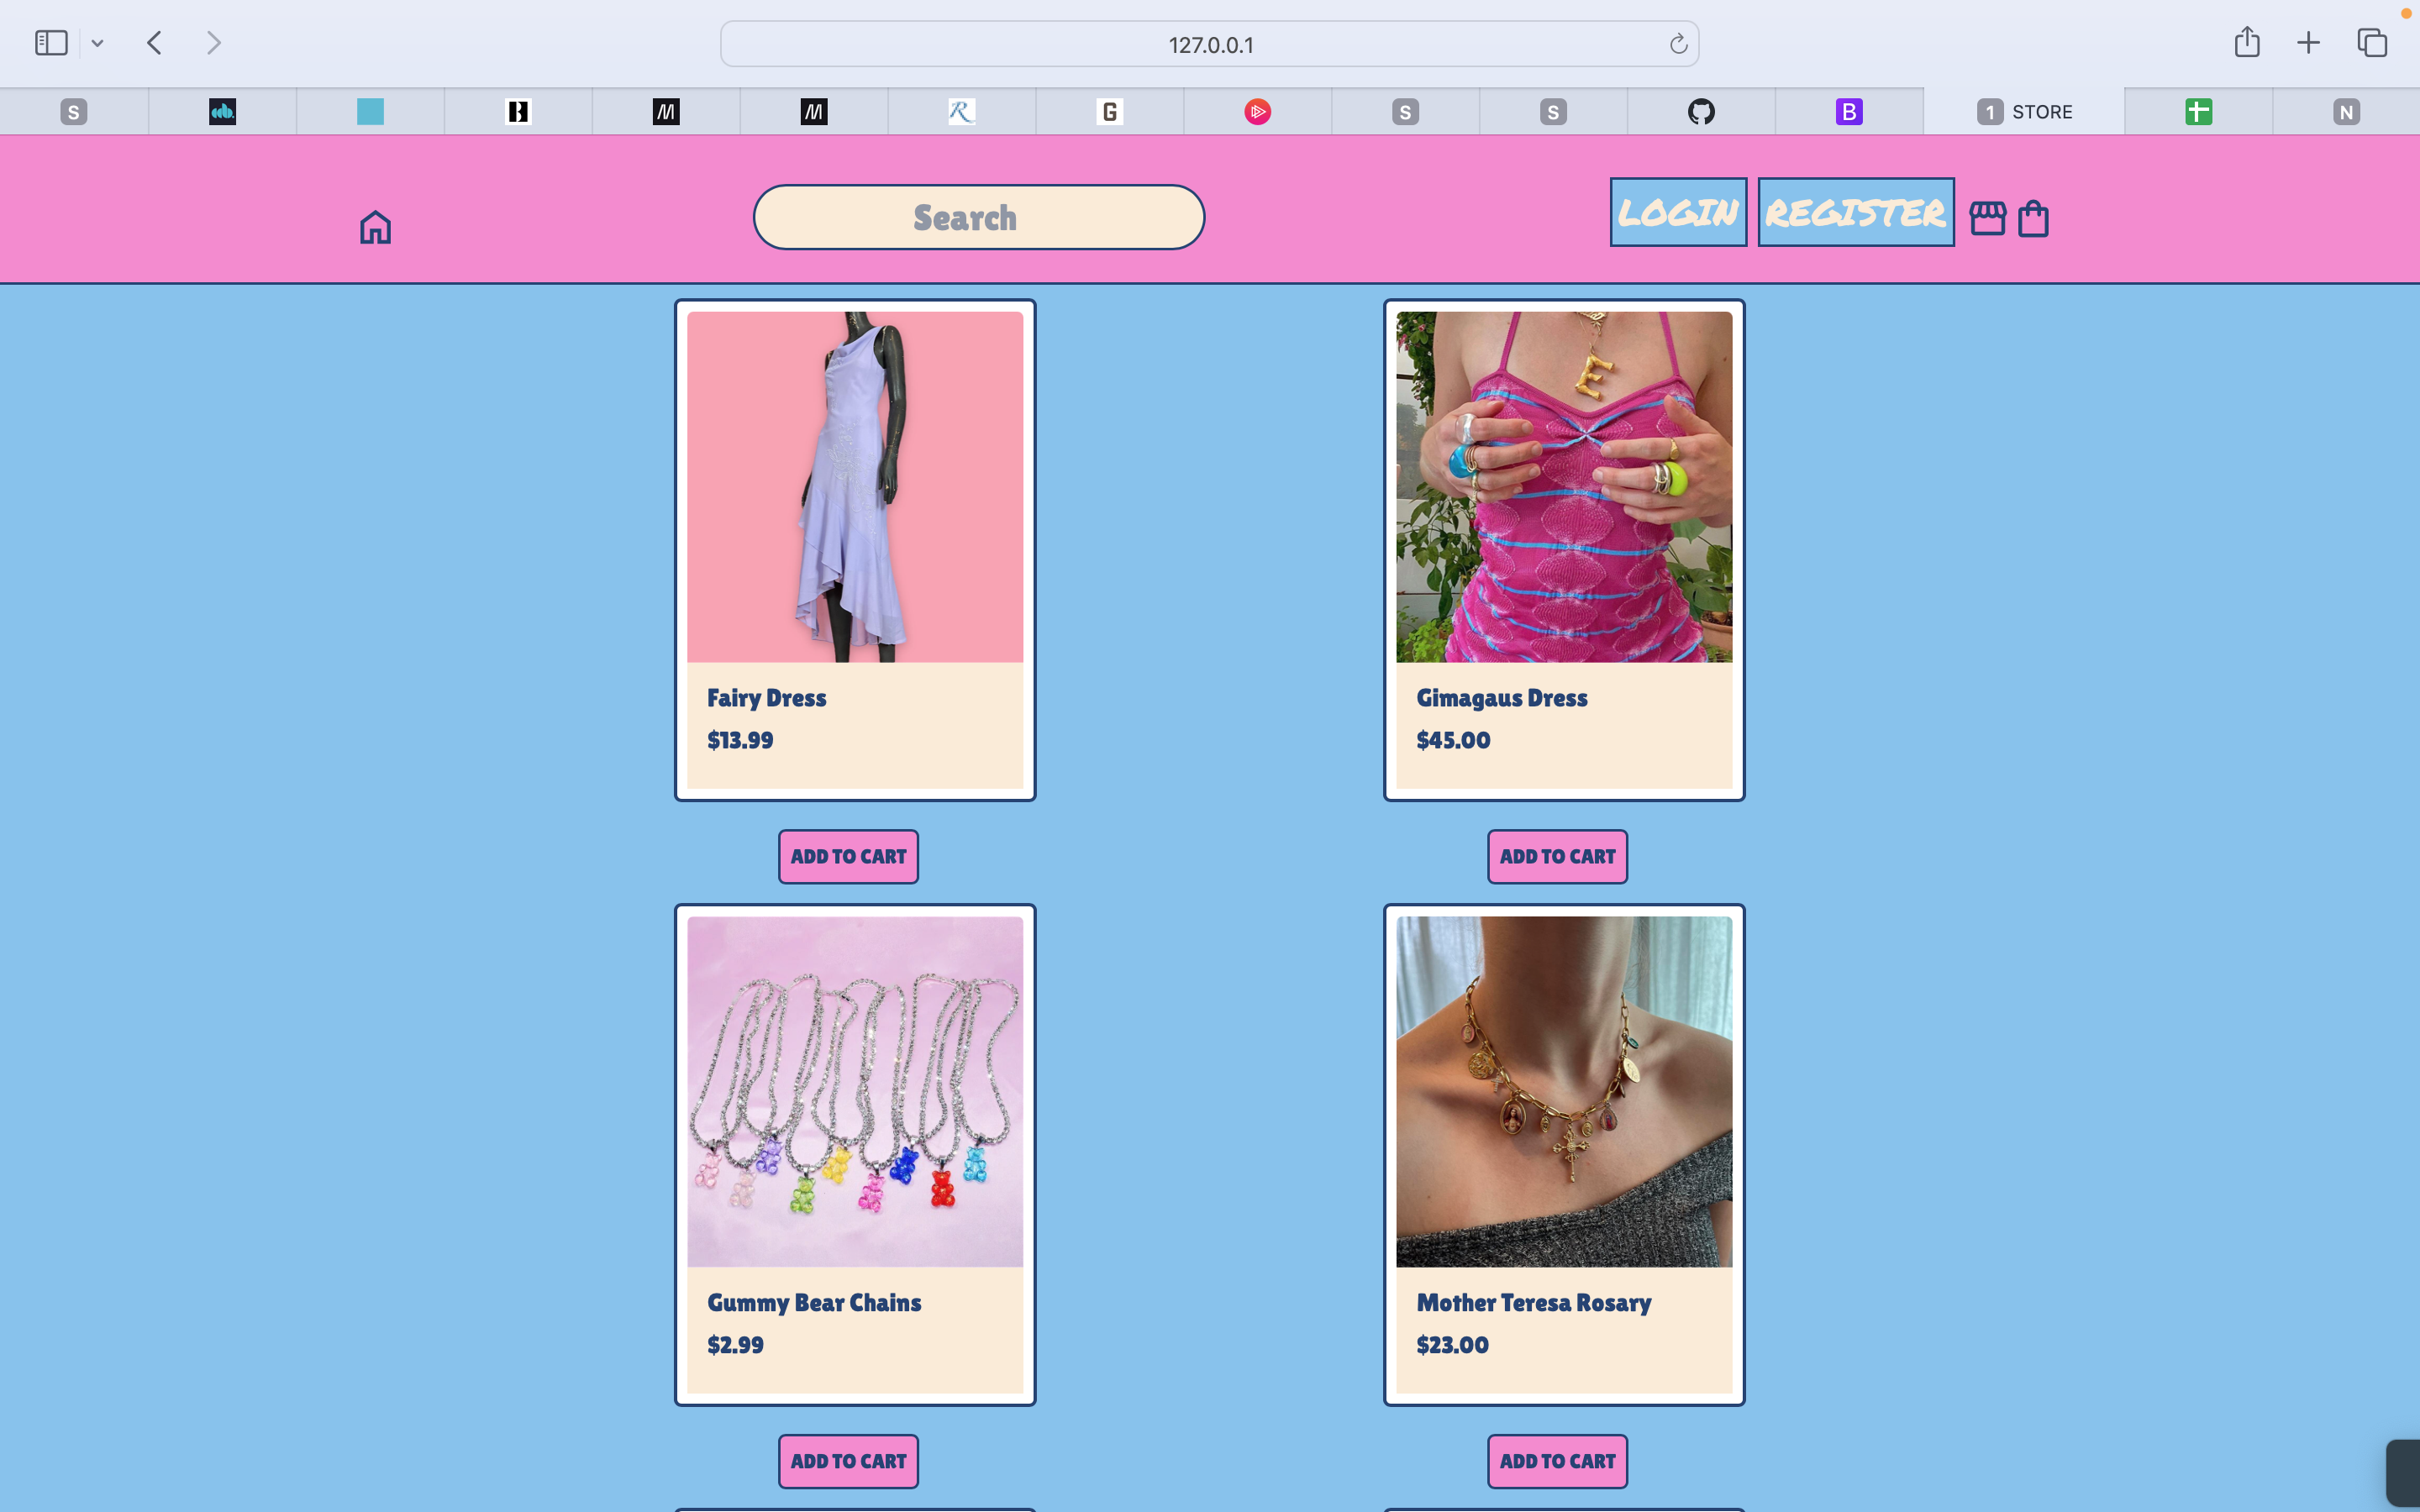 127.0.0.1
S
B
M
M
R
G
S
S
B
1 STORE
N
Search
LOGIN
REGISTER
E
Fairy Dress
$13.99
Gimagaus Dress
$45.00
ADD TO CART
ADD TO CART
Gummy Bear Chains
$2.99
Mother Teresa Rosary
$23.00
ADD TO CART
ADD TO CART